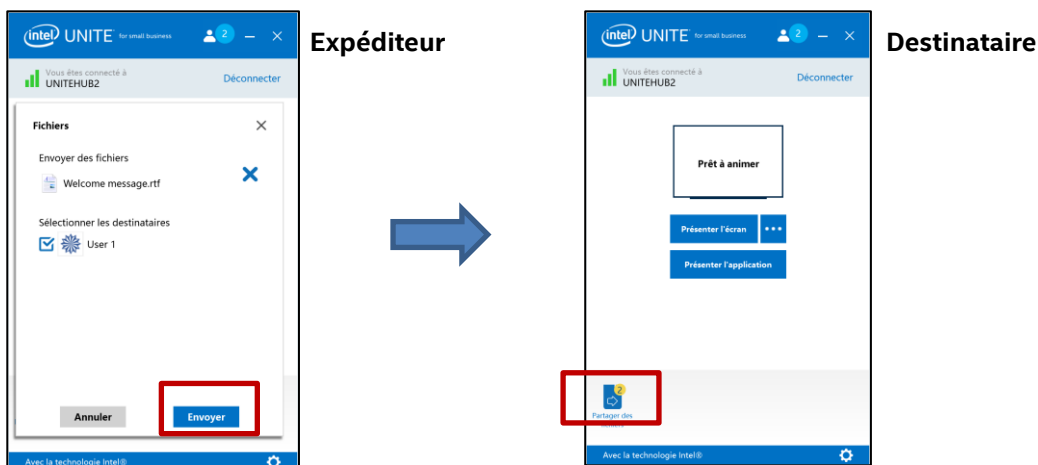 intel UNITE for small business 2
Vous êtes connecté à
UNITEHUB2
Déconnecter
Fichiers
Envoyer des fichiers
Welcome message.rtf
Sélectionner les destinataires
User 1
Annuler
Envoyer
Avec la technologie Intel®
Expéditeur
intel UNITE for small business 2
Vous êtes connecté à
UNITEHUB2
Déconnecter
Prêt à animer
Présenter l'écran
Présenter l'application
2
Partager des
Avec la technologie Intel®
Destinataire